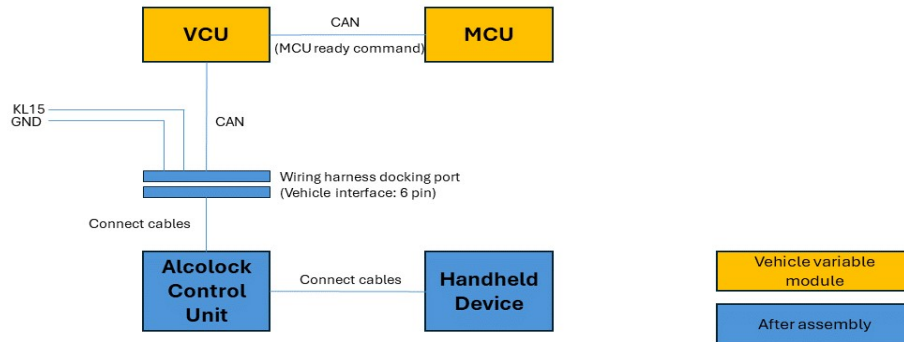 VCU
CAN
(MCU ready command)
MCU
KL15
GND
CAN
Wiring harness docking port
(Vehicle interface: 6 pin)
Connect cables
Alcolock
Control
Unit
Connect cables
Handheld
Device
Vehicle variable
module
After assembly